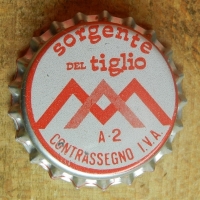 sorgente
DEL tiglio
A-2
CONTRASSEGNO I.V.A.